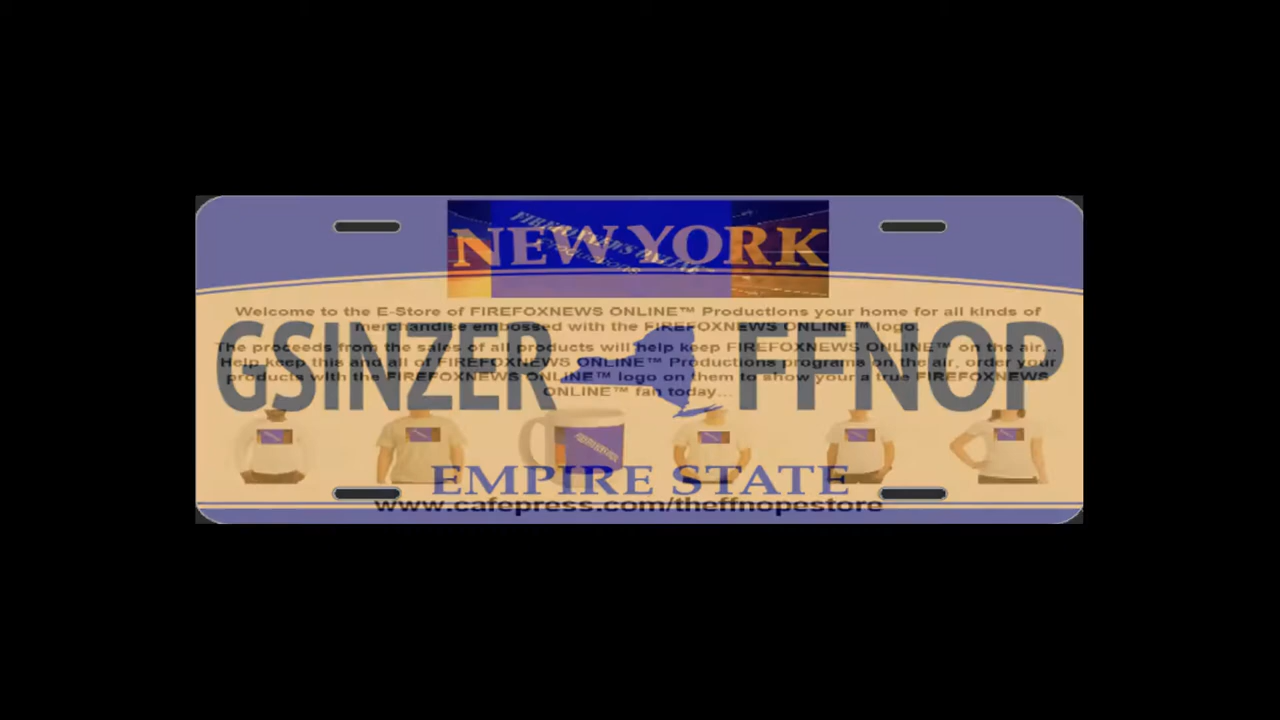 FIREFOXNEWS ONLINE™
Productions
NEW YORK
Welcome to the E-Store of FIREFOXNEWS ONLINE™ Productions your home for all kinds of
merchandise embossed with the FIREFOXNEWS ONLINE™ logo.
GSINZER FFNOP
The proceeds from the sales of all products will help keep FIREFOXNEWS ONLINE™ on the air...
Help keep this and all of FIREFOXNEWS ONLINE™ Productions programs on the air, order your
products with the FIREFOXNEWS ONLINE™ logo on them to show your a true FIREFOXNEWS
ONLINE™ fan today...
EMPIRE STATE
www.cafepress.com/theffnopestore